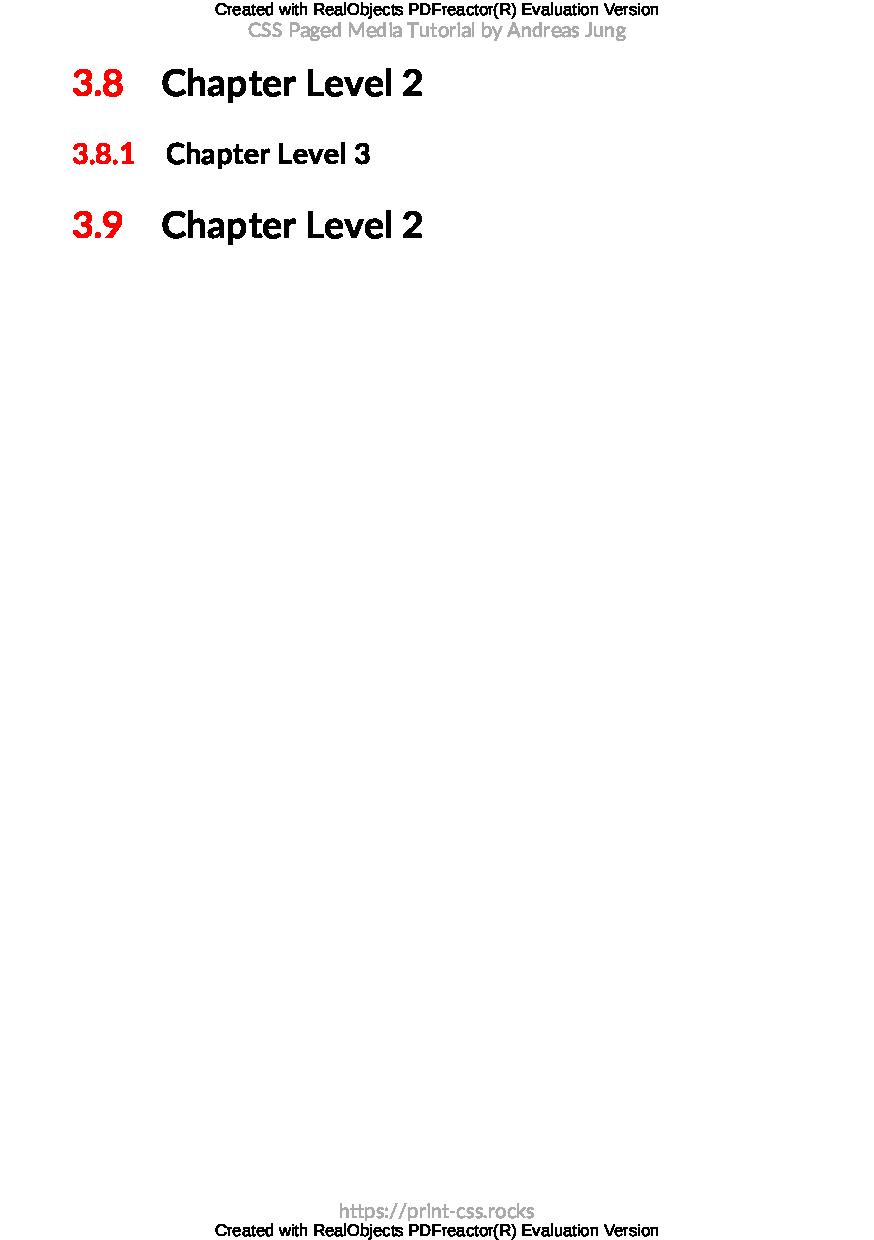 Created with RealObjects PDFreactor(R) Evaluation Version
CSS Paged Media Tutorial by Andreas Jung
3.8 Chapter Level 2
3.8.1 Chapter Level 3
3.9 Chapter Level 2
https://print-css.rocks
Created with RealObjects PDFreactor(R) Evaluation Version